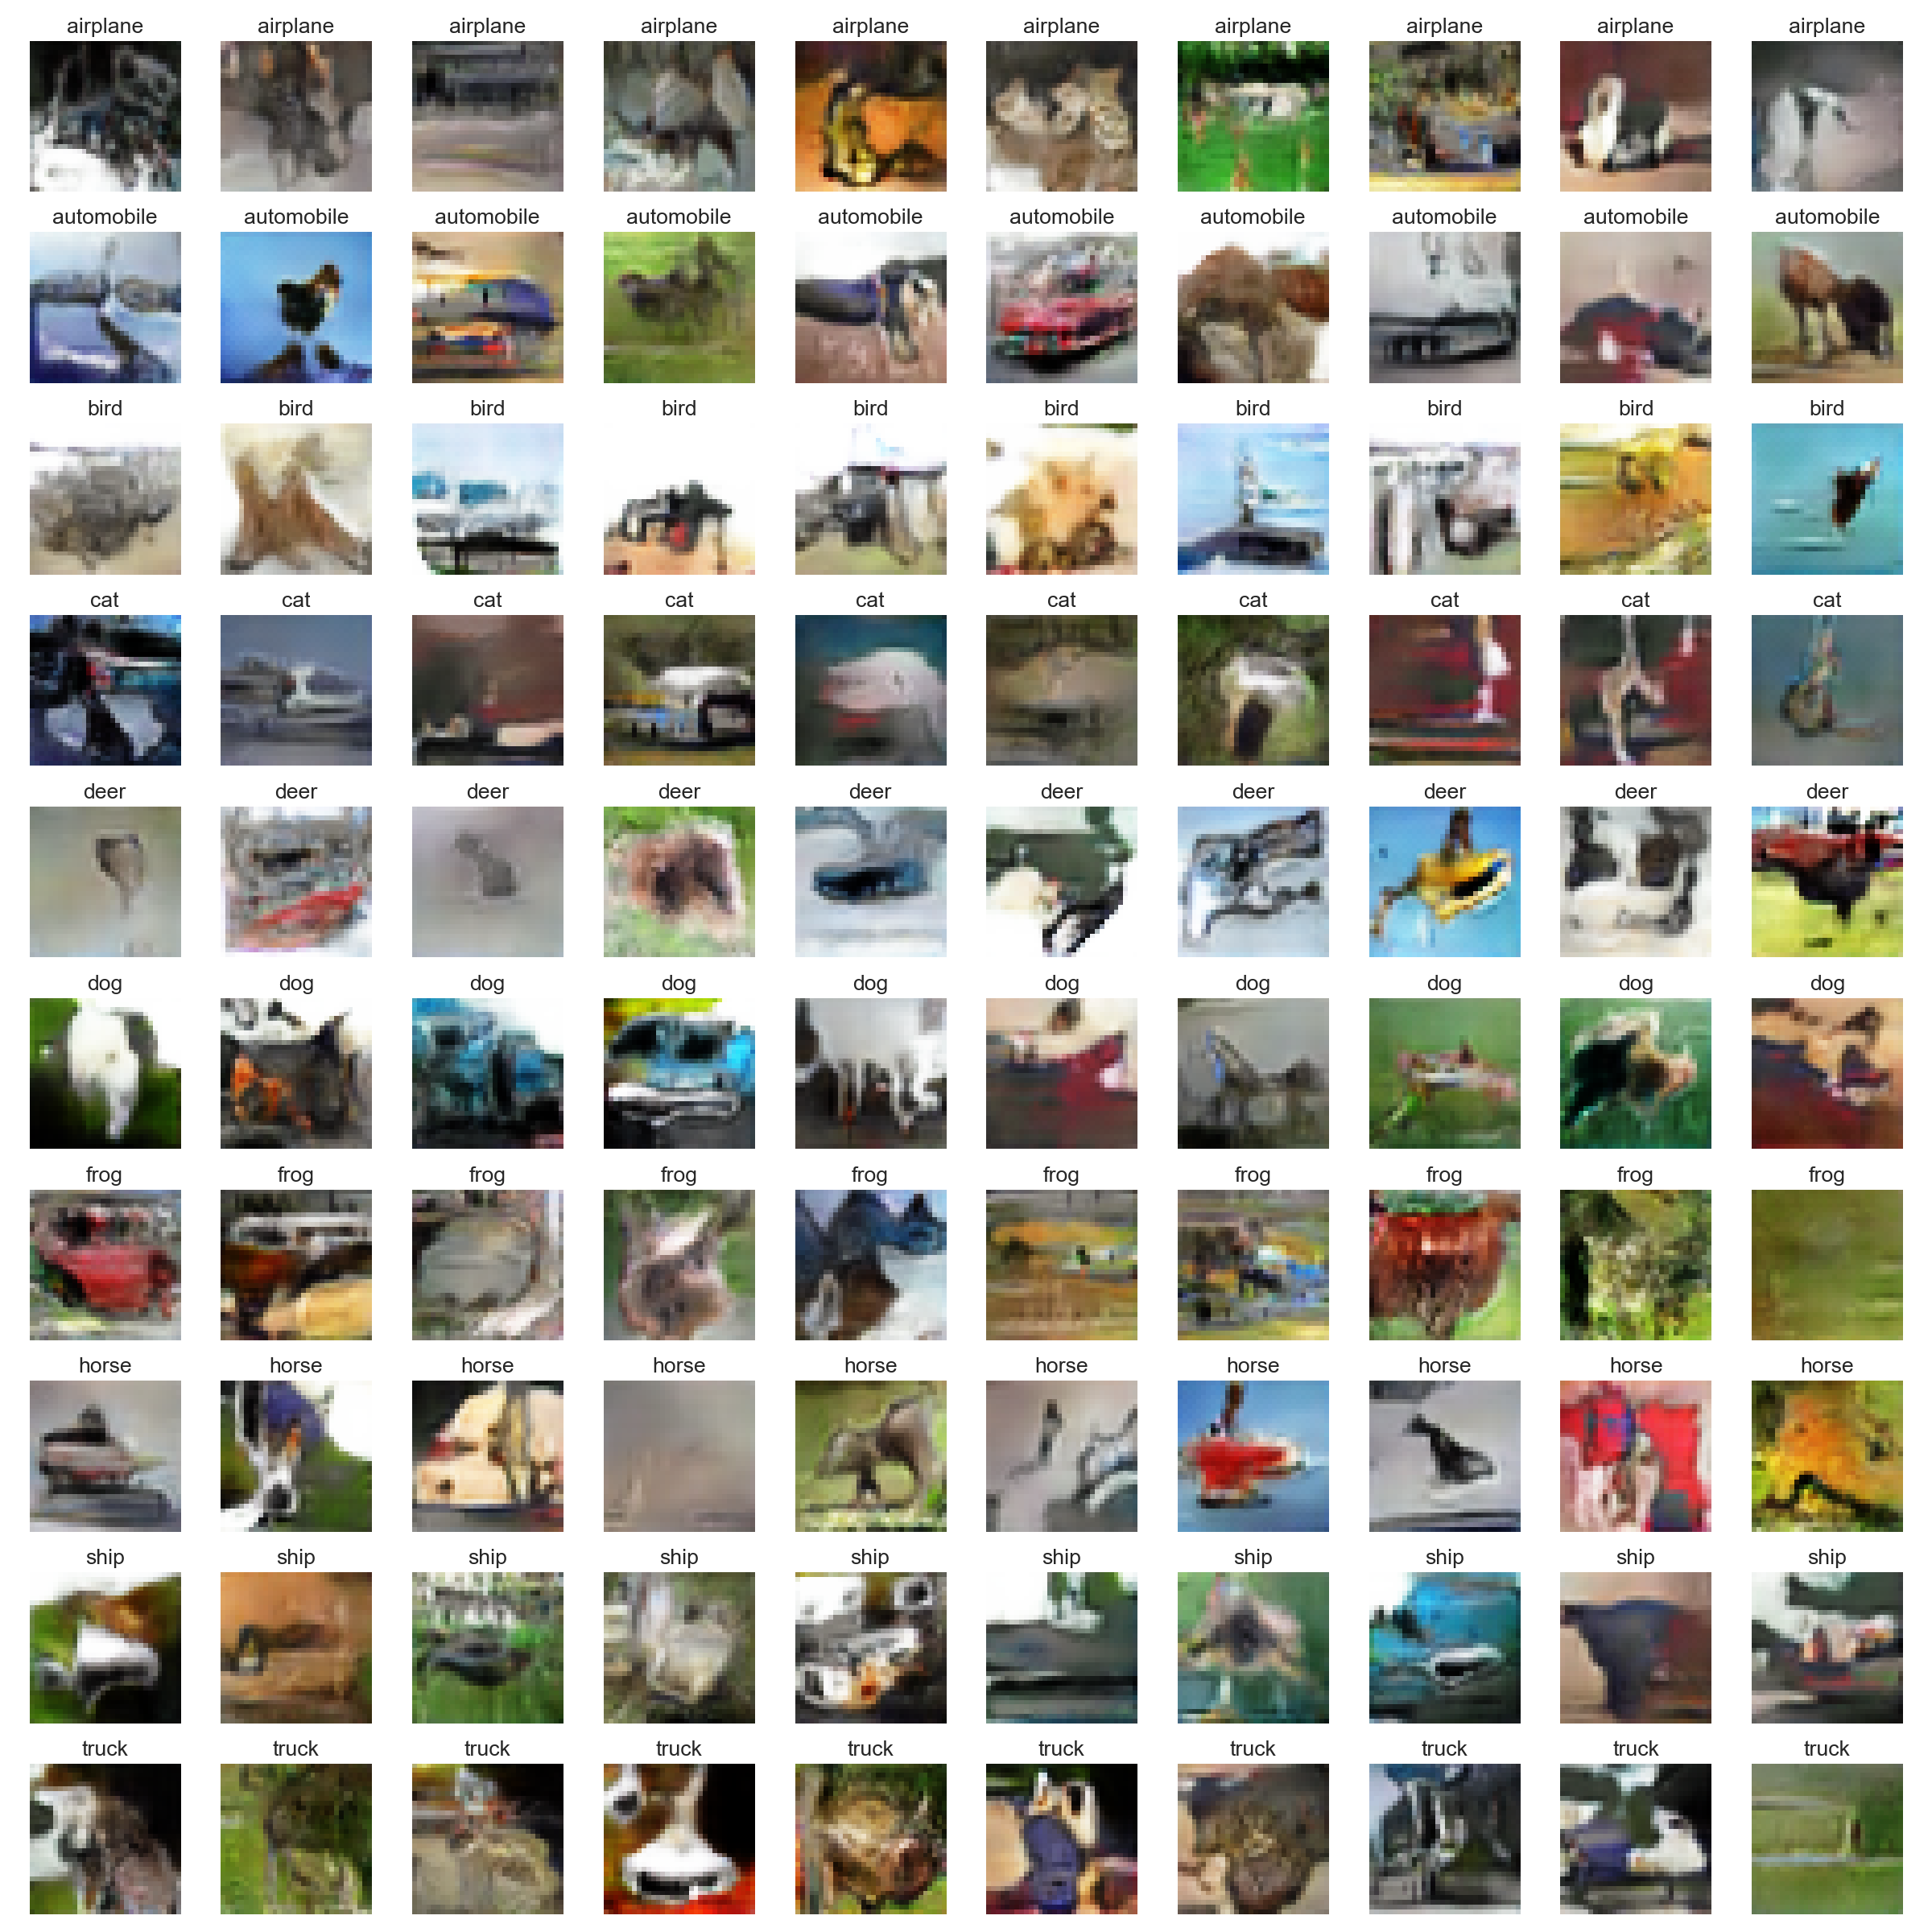 airplane airplane airplane airplane airplane airplane airplane airplane airplane airplane
automobile automobile automobile automobile automobile automobile automobile automobile automobile automobile
bird bird bird bird bird bird bird bird bird bird
cat cat cat cat cat cat cat cat cat cat
deer deer deer deer deer deer deer deer deer deer
dog dog dog dog dog dog dog dog dog dog
frog frog frog frog frog frog frog frog frog frog
horse horse horse horse horse horse horse horse horse horse
ship ship ship ship ship ship ship ship ship ship
truck truck truck truck truck truck truck truck truck truck